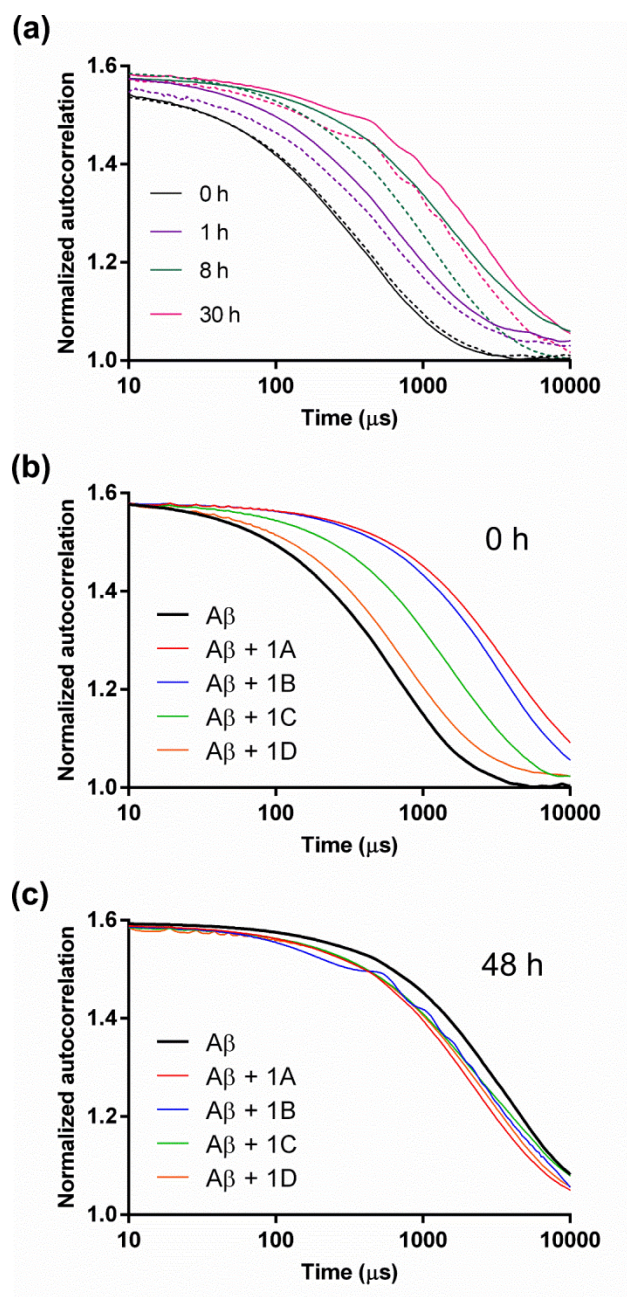 (a)
1.6
1.4
1.2
1.0
Normalized autocorrelation
0 h
1 h
8 h
30 h
10
100
1000
10000
Time (μs)
(b)
1.6
1.4
1.2
1.0
Normalized autocorrelation
0 h
Aβ
Aβ + 1A
Aβ + 1B
Aβ + 1C
Aβ + 1D
10
100
1000
10000
Time (μs)
(c)
1.6
1.4
1.2
1.0
Normalized autocorrelation
48 h
Aβ
Aβ + 1A
Aβ + 1B
Aβ + 1C
Aβ + 1D
10
100
1000
10000
Time (μs)